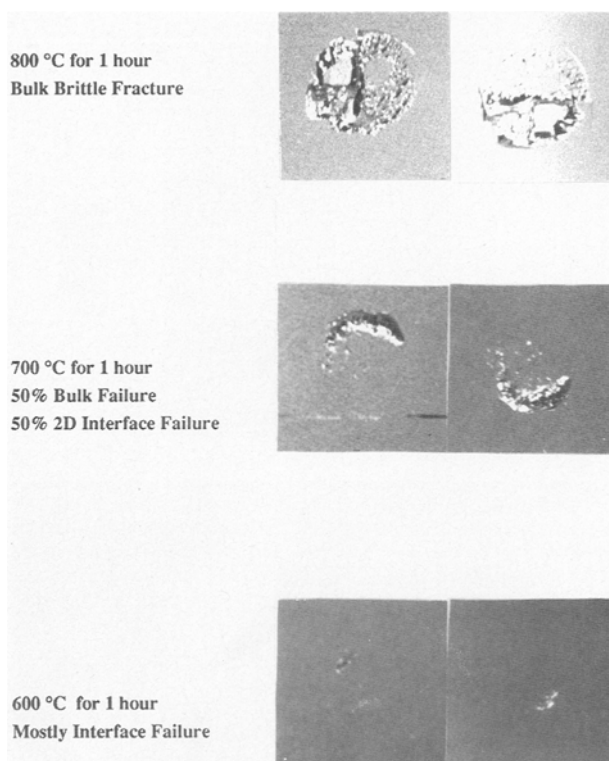 800 °C for 1 hour
Bulk Brittle Fracture
700 °C for 1 hour
50% Bulk Failure
50% 2D Interface Failure
600 °C for 1 hour
Mostly Interface Failure